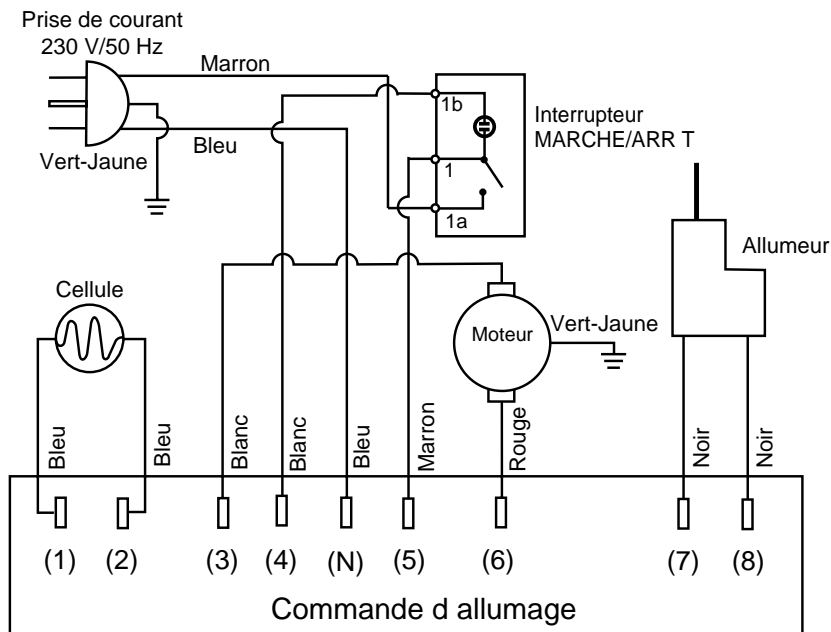 Prise de courant
230 V/50 Hz
Marron
Bleu
Vert-Jaune
1b
1
1a
Interrupteur
MARCHE/ARR T
Allumeur
Cellule
Moteur
Vert-Jaune
Bleu
Bleu
Blanc
Blanc
Bleu
Marron
Rouge
Noir
Noir
(1)
(2)
(3)
(4)
(N)
(5)
(6)
(7)
(8)
Commande d allumage